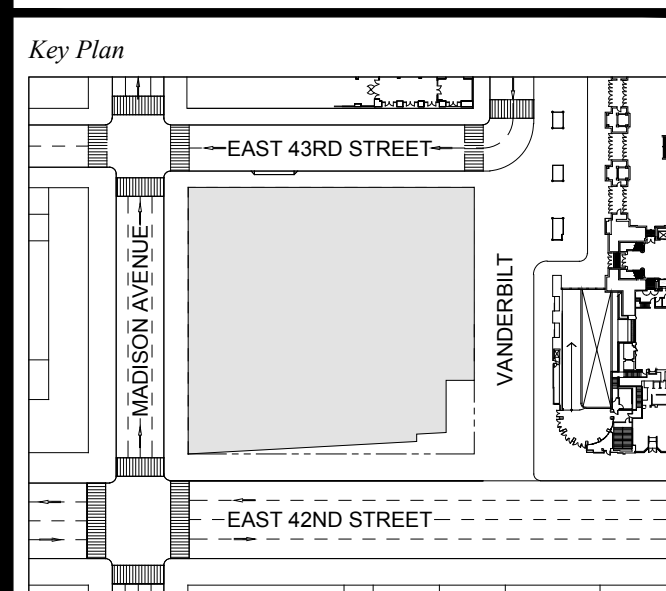 Key Plan
EAST 43RD STREET
MADISON AVENUE
VANDERBILT
EAST 42ND STREET